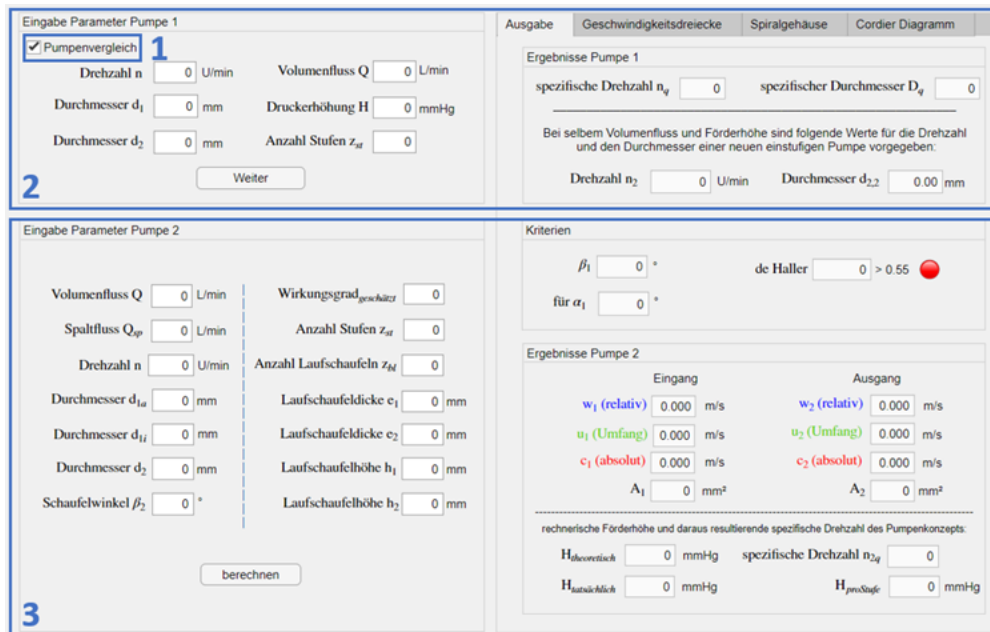 Eingabe Parameter Pumpe 1
Pumpenvergleich 1
Drehzahl n 0 U/min Volumenfluss Q 0 L/min
Durchmesser d1 0 mm Druckerhöhung H 0 mmHg
Durchmesser d2 0 mm Anzahl Stufen zst 0
Weiter
2
Ausgabe Geschwindigkeitsdreiecke Spiralgehäuse Cordier Diagramm
Ergebnisse Pumpe 1
spezifische Drehzahl nq 0 spezifischer Durchmesser Dq 0
Bei selbem Volumenfluss und Förderhöhe sind folgende Werte für die Drehzahl
und den Durchmesser einer neuen einstufigen Pumpe vorgegeben:
Drehzahl n2 0 U/min Durchmesser d2,2 0.00 mm
Eingabe Parameter Pumpe 2
Volumenfluss Q 0 L/min Wirkungsgradgeschätzt 0
Spaltfluss Qsp 0 L/min Anzahl Stufen zst 0
Drehzahl n 0 U/min Anzahl Laufschaufeln zfbl 0
Durchmesser d1a 0 mm Laufschaufeldicke e1 0 mm
Durchmesser d1i 0 mm Laufschaufeldicke e2 0 mm
Durchmesser d2 0 mm Laufschaufelhöhe h1 0 mm
Schaufelwinkel β2 0 ° Laufschaufelhöhe h2 0 mm
berechnen
3
Kriterien
β1 0 ° de Haller 0 > 0.55
für α1 0 °
Ergebnisse Pumpe 2
Eingang Ausgang
w1 (relativ) 0.000 m/s w2 (relativ) 0.000 m/s
u1 (Umfang) 0.000 m/s u2 (Umfang) 0.000 m/s
c1 (absolut) 0.000 m/s c2 (absolut) 0.000 m/s
A1 0 mm² A2 0 mm²
rechnerische Förderhöhe und daraus resultierende spezifische Drehzahl des Pumpenkonzepts:
Htheoretisch 0 mmHg spezifische Drehzahl n2q 0
Htatsächlich 0 mmHg HproStufe 0 mmHg